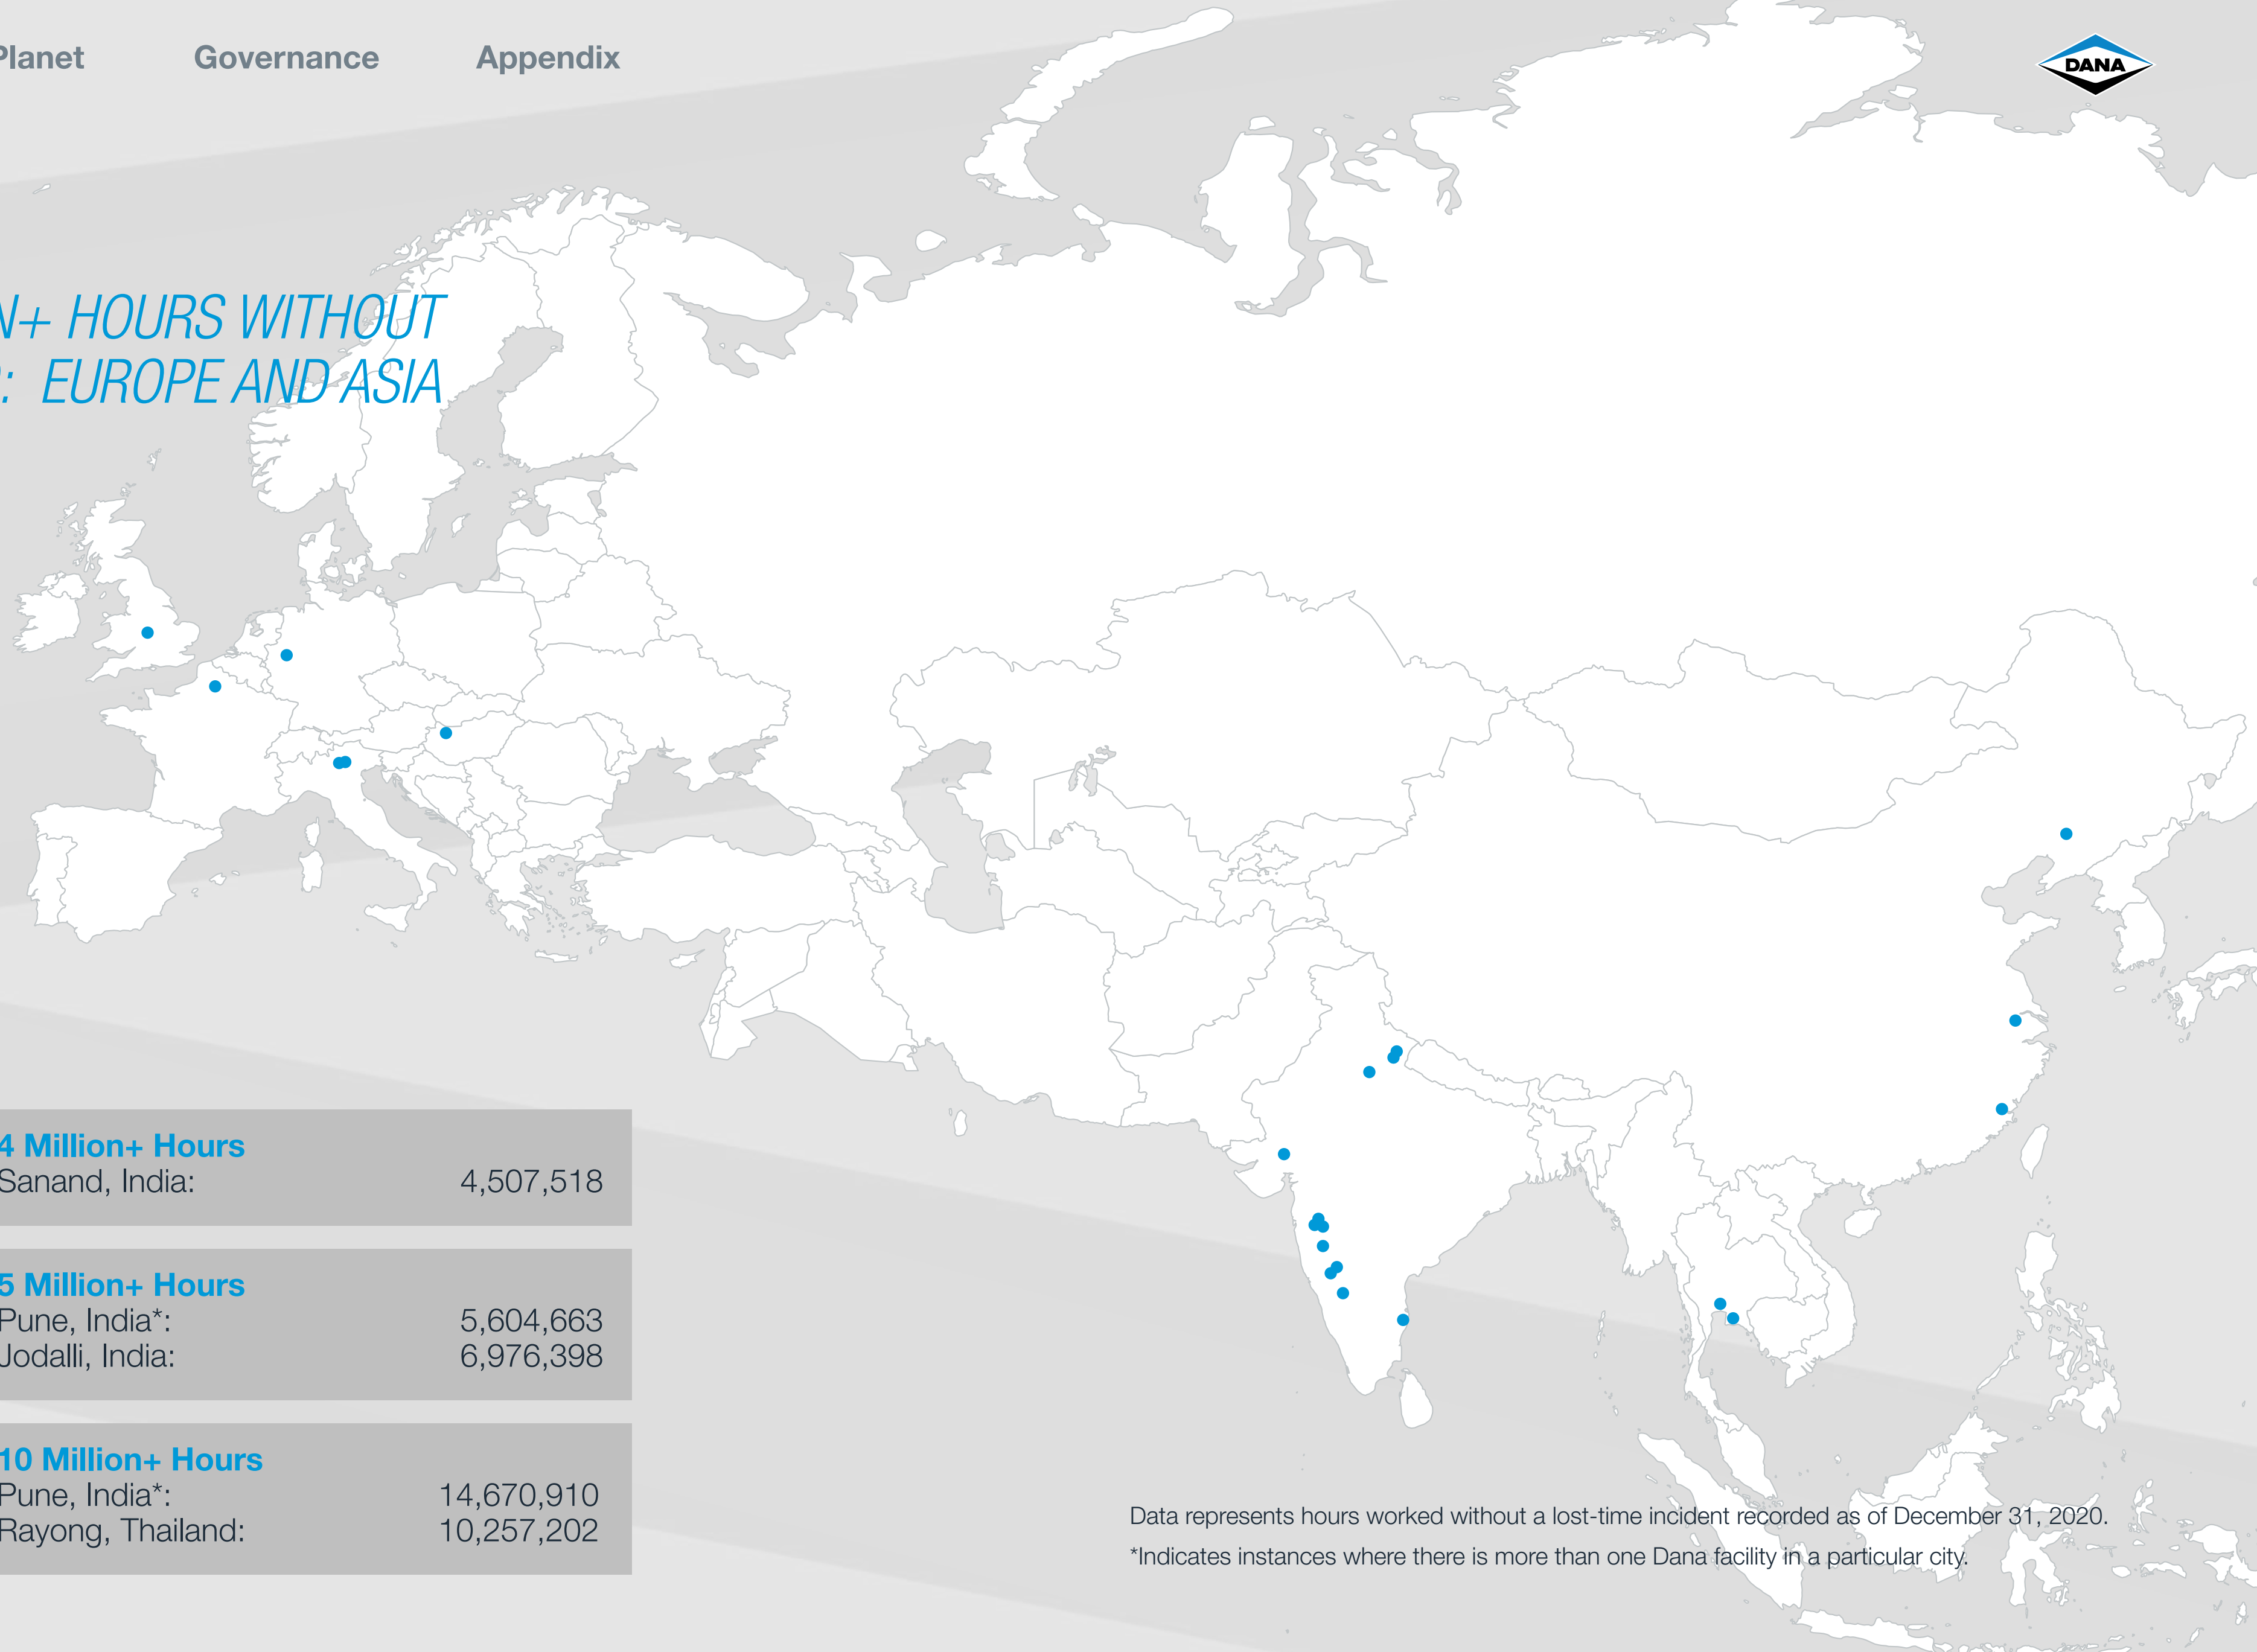 Planet Governance Appendix
DANA
N+ HOURS WITHOUT
: EUROPE AND ASIA
4 Million+ Hours
Sanand, India: 4,507,518
5 Million+ Hours
Pune, India*: 5,604,663
Jodalli, India: 6,976,398
10 Million+ Hours
Pune, India*: 14,670,910
Rayong, Thailand: 10,257,202
Data represents hours worked without a lost-time incident recorded as of December 31, 2020.
*Indicates instances where there is more than one Dana facility in a particular city.